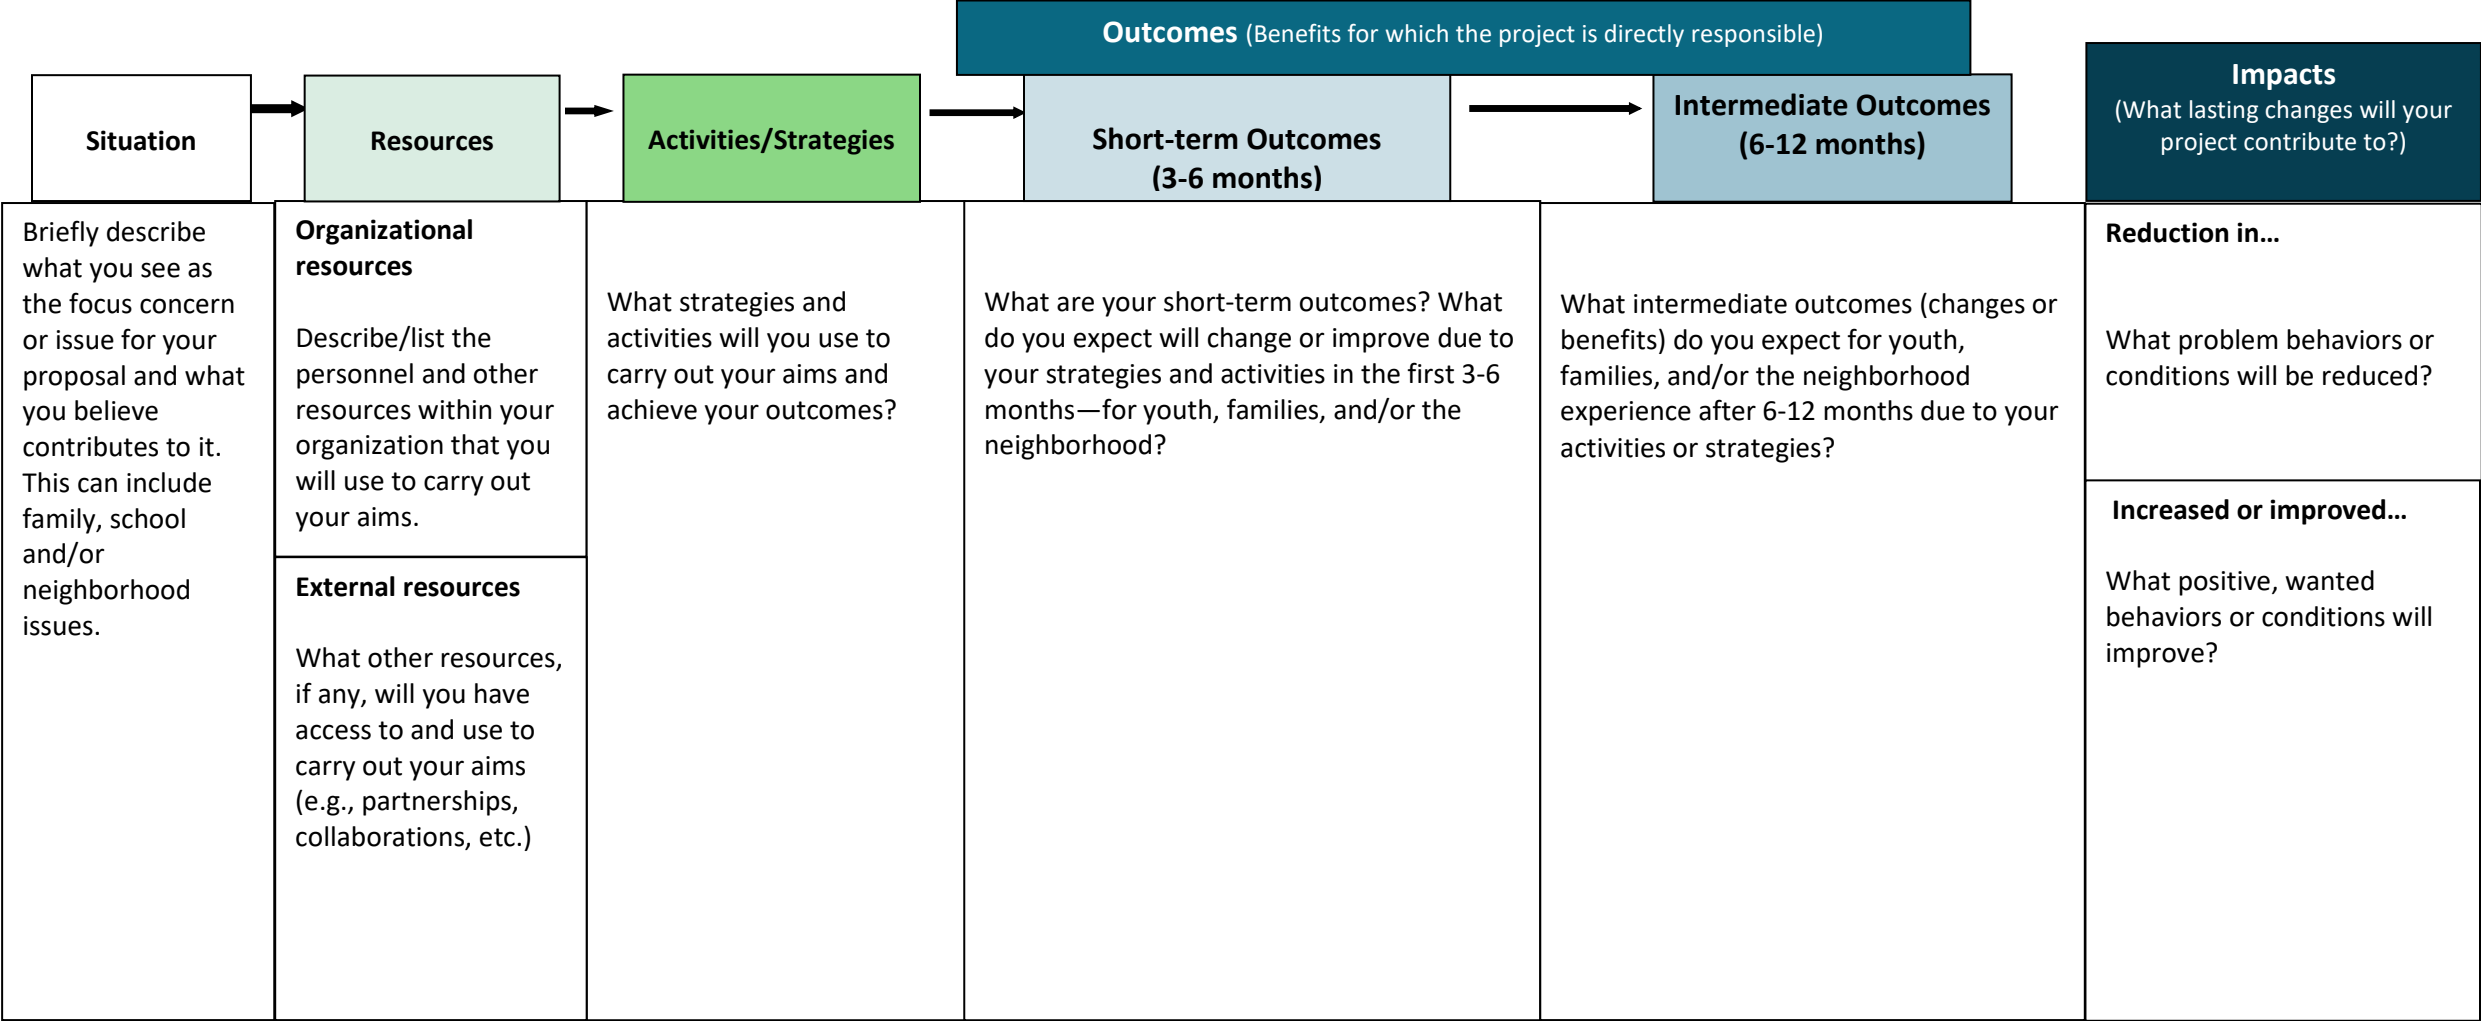 Outcomes (Benefits for which the project is directly responsible)
Situation
Resources
Activities/Strategies
Short-term Outcomes
(3-6 months)
Intermediate Outcomes
(6-12 months)
Impacts
(What lasting changes will your
project contribute to?)
Briefly describe
what you see as
the focus concern
or issue for your
proposal and what
you believe
contributes to it.
This can include
family, school
and/or
neighborhood
issues.
Organizational
resources
Describe/list the
personnel and other
resources within your
organization that you
will use to carry out
your aims.
External resources
What other resources,
if any, will you have
access to and use to
carry out your aims
(e.g., partnerships,
collaborations, etc.)
What strategies and
activities will you use to
carry out your aims and
achieve your outcomes?
What are your short-term outcomes? What
do you expect will change or improve due to
your strategies and activities in the first 3-6
months—for youth, families, and/or the
neighborhood?
What intermediate outcomes (changes or
benefits) do you expect for youth,
families, and/or the neighborhood
experience after 6-12 months due to your
activities or strategies?
Reduction in…
What problem behaviors or
conditions will be reduced?
Increased or improved…
What positive, wanted
behaviors or conditions will
improve?